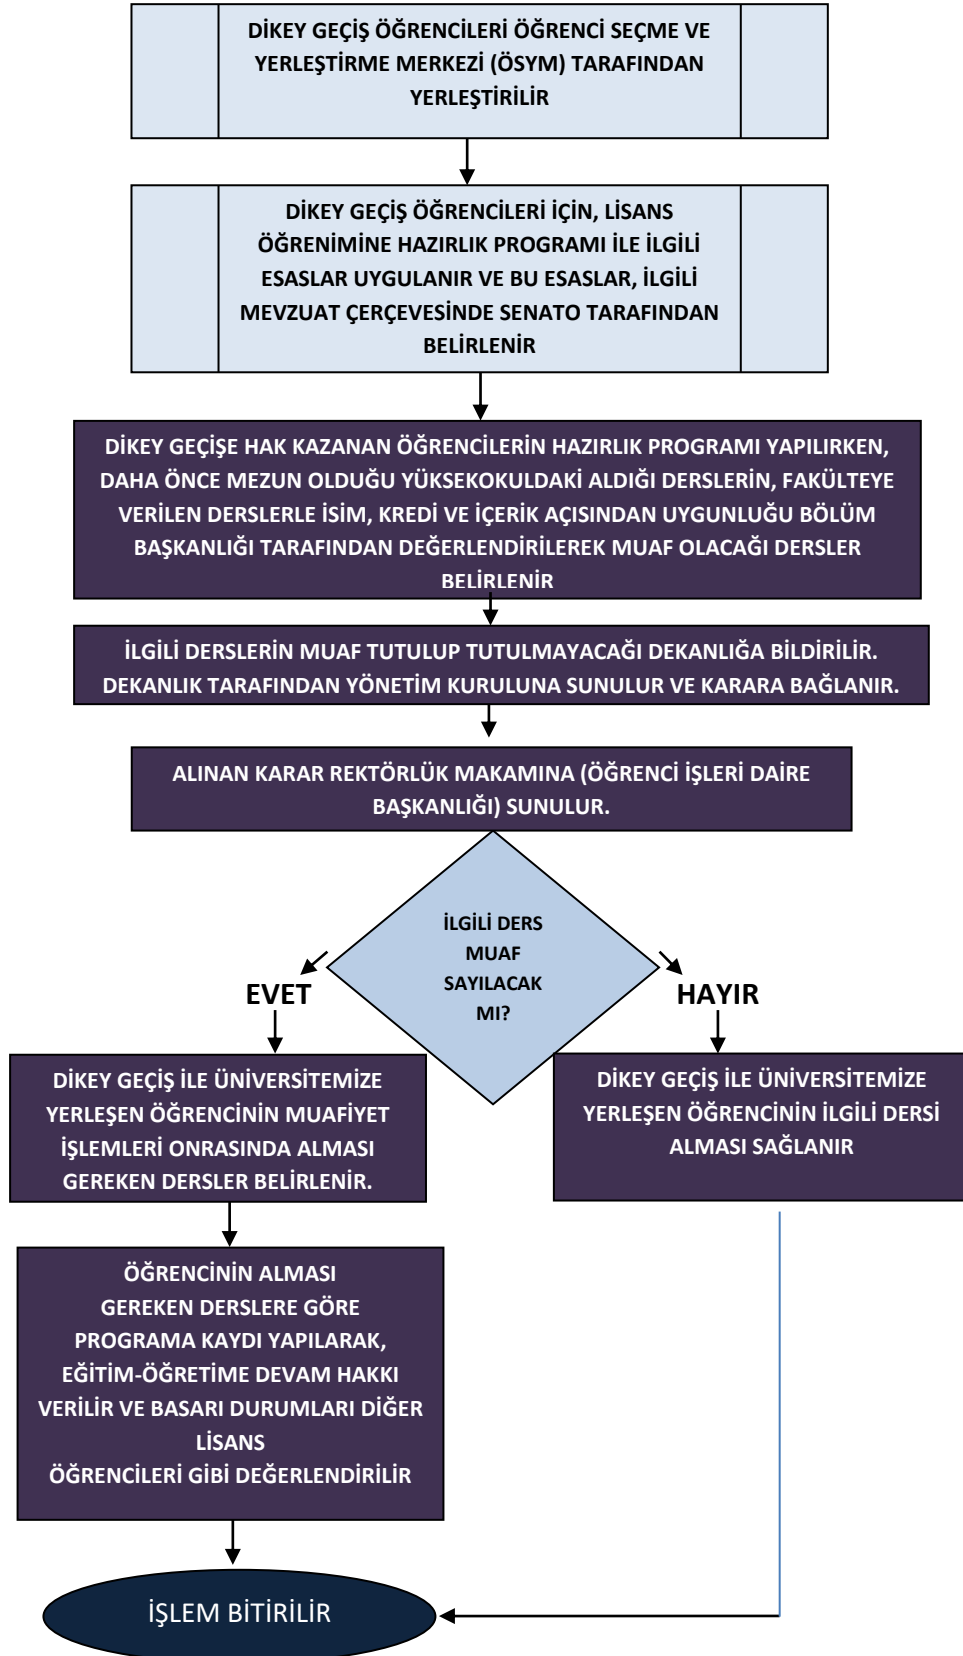 DİKEY GEÇİŞ ÖĞRENCİLERİ ÖĞRENCİ SEÇME VE
YERLEŞTİRME MERKEZİ (ÖSYM) TARAFINDAN
YERLEŞTİRİLİR
DİKEY GEÇİŞ ÖĞRENCİLERİ İÇİN, LİSANS
ÖĞRENİMİNE HAZIRLIK PROGRAMI İLE İLGİLİ
ESASLAR UYGULANIR VE BU ESASLAR, İLGİLİ
MEVZUAT ÇERÇEVESİNDE SENATO TARAFINDAN
BELİRLENİR
DİKEY GEÇİŞE HAK KAZANAN ÖĞRENCİLERİN HAZIRLIK PROGRAMI YAPILIRKEN,
DAHA ÖNCE MEZUN OLDUĞU YÜKSEKOKULDAKİ ALDIĞI DERSLERİN, FAKÜLTEYE
VERİLEN DERSLERLE İSİM, KREDİ VE İÇERİK AÇISINDAN UYGUNLUĞU BÖLÜM
BAŞKANLIĞI TARAFINDAN DEĞERLENDİRİLEREK MUAF OLACAĞI DERSLER
BELİRLENİR
İLGİLİ DERSLERİN MUAF TUTULUP TUTULMAYACAĞI DEKANLIĞA BİLDİRİLİR.
DEKANLIK TARAFINDAN YÖNETİM KURULUNA SUNULUR VE KARARA BAĞLANIR.
ALINAN KARAR REKTÖRLÜK MAKAMINA (ÖĞRENCİ İŞLERİ DAİRE
BAŞKANLIĞI) SUNULUR.
İLGİLİ DERS
MUAF
SAYILACAK
MI?
EVET
HAYIR
DİKEY GEÇİŞ İLE ÜNİVERSİTEMİZE
YERLEŞEN ÖĞRENCİNİN MUAFİYET
İŞLEMLERİ ONRASINDA ALMASI
GEREKEN DERSLER BELİRLENİR.
DİKEY GEÇİŞ İLE ÜNİVERSİTEMİZE
YERLEŞEN ÖĞRENCİNİN İLGİLİ DERSİ
ALMASI SAĞLANIR
ÖĞRENCİNİN ALMASI
GEREKEN DERSLERE GÖRE
PROGRAMA KAYDI YAPILARAK,
EĞİTİM-ÖĞRETİME DEVAM HAKKI
VERİLİR VE BASARI DURUMLARI DİĞER
LİSANS
ÖĞRENCİLERİ GİBİ DEĞERLENDİRİLİR
İŞLEM BİTİRİLİR